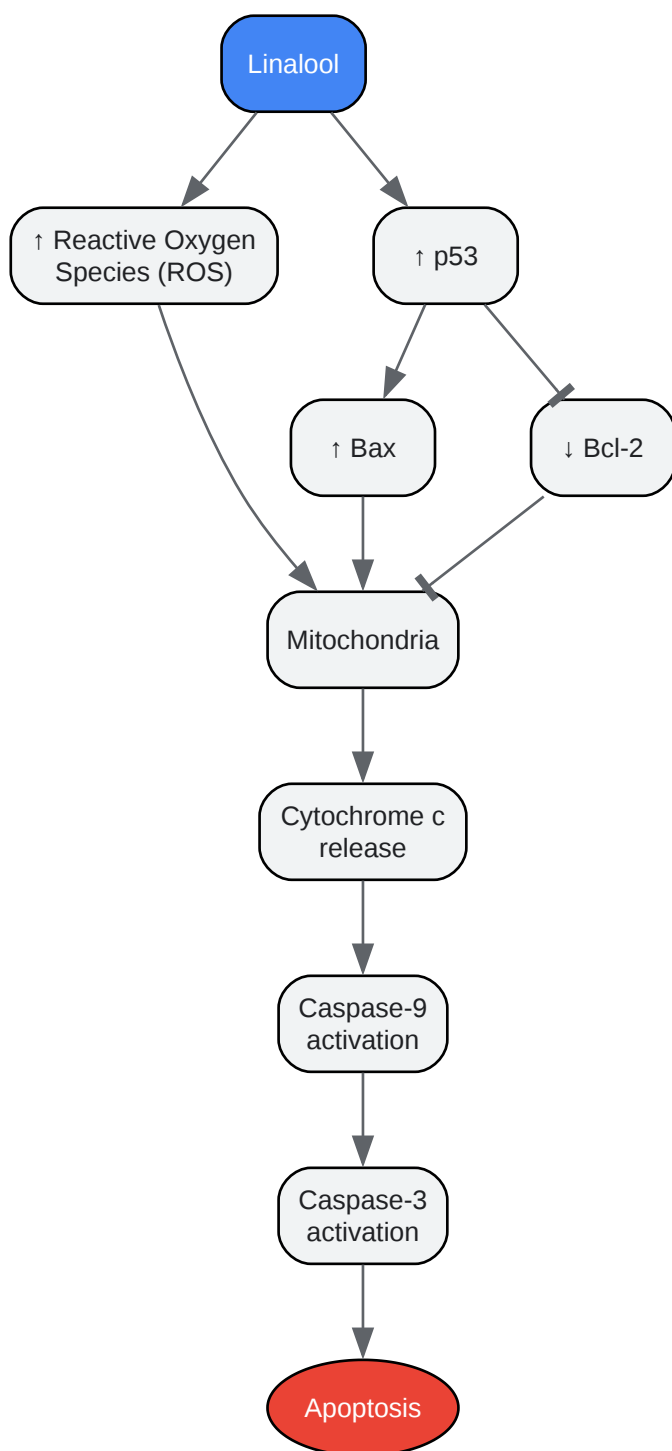 Linalool
↑ Reactive Oxygen
Species (ROS)
↑ p53
↑ Bax
↓ Bcl-2
Mitochondria
Cytochrome c
release
Caspase-9
activation
Caspase-3
activation
Apoptosis